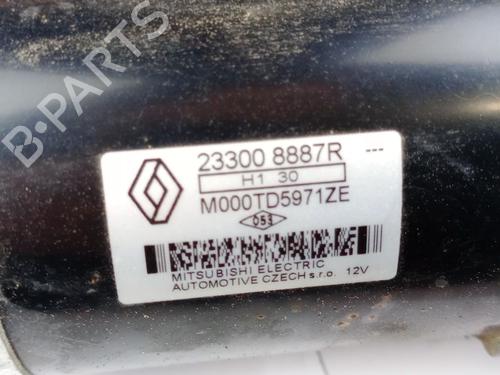 23300 8887R ---
H1 30
M000TD5971ZE
053
MITSUBISHI ELECTRIC
AUTOMOTIVE CZECH s.r.o. 12V
B-PARTS